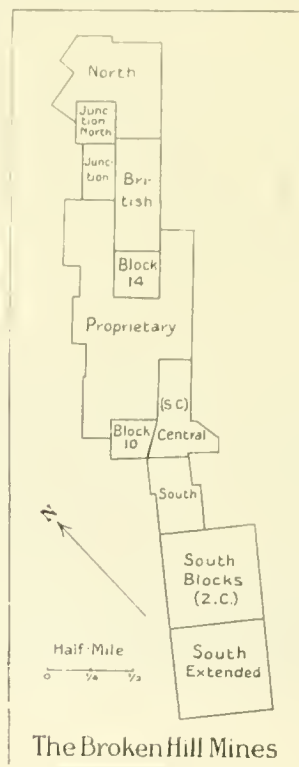 North
Junc
tion
North
Junc-
tion
Bri-
tish
Block
14
Proprietary
(S.C)
Block
10
Central
South
N
South
Blocks
(Z.C.)
South
Extended
Half-Mile
0 1/4 1/2
The Broken Hill Mines